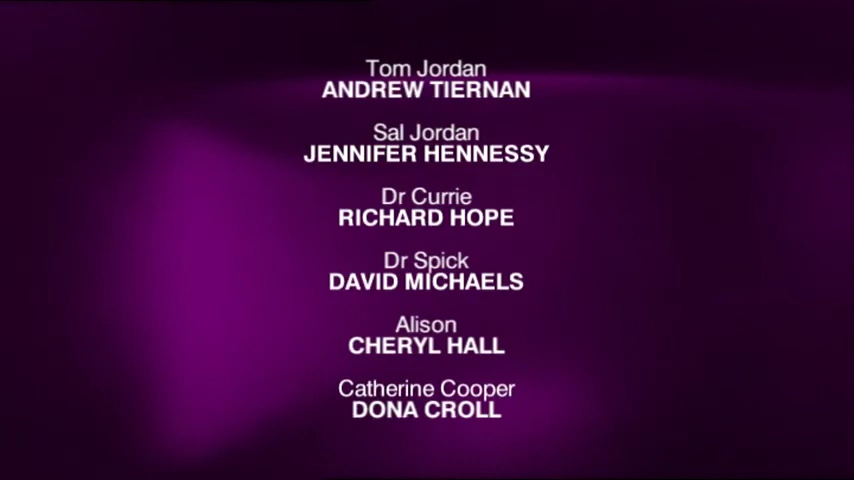 Tom Jordan
ANDREW TIERNAN
Sal Jordan
JENNIFER HENNESSY
Dr Currie
RICHARD HOPE
Dr Spick
DAVID MICHAELS
Alison
CHERYL HALL
Catherine Cooper
DONA CROLL